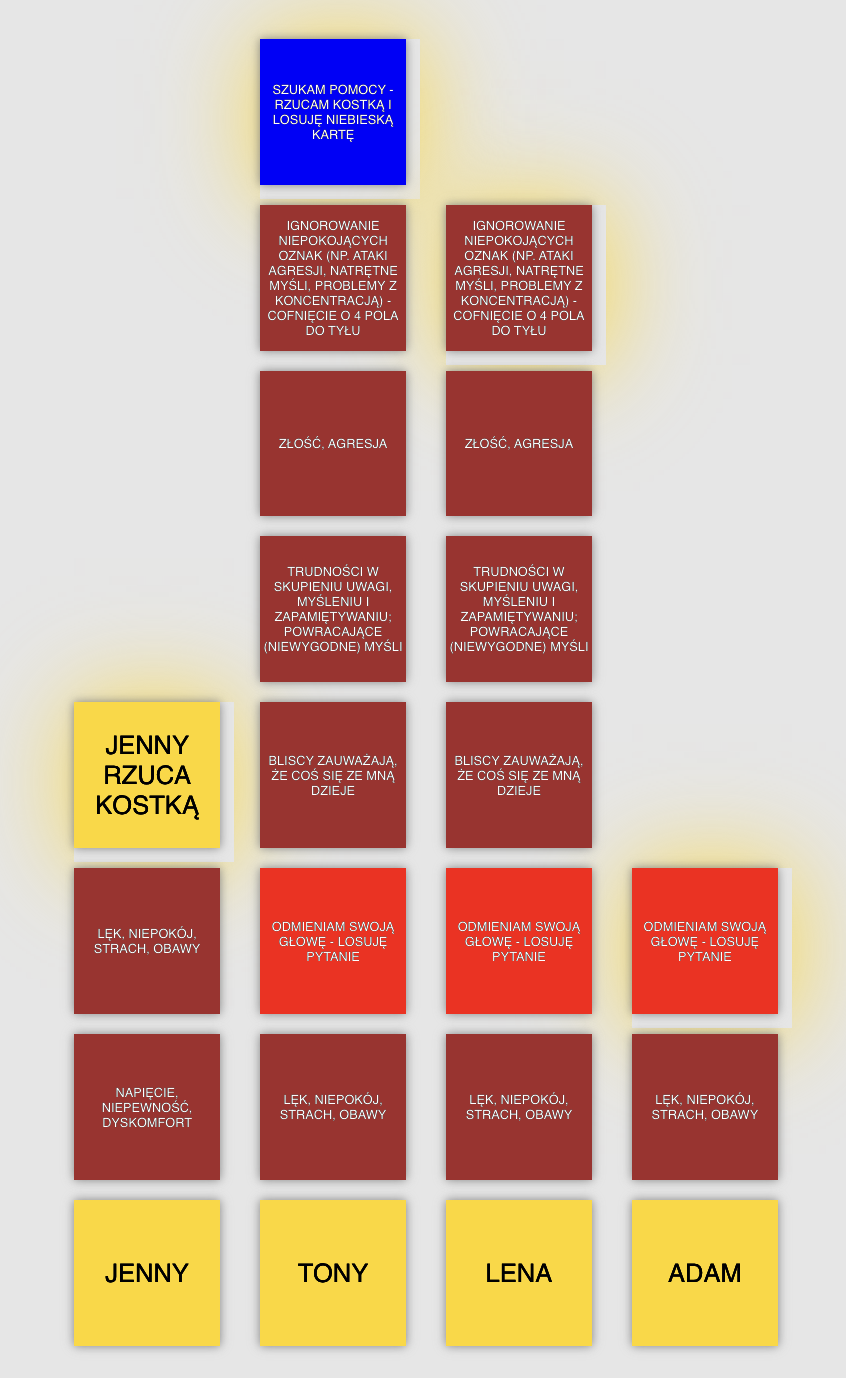 SZUKAM POMOCY -
RZUCAM KOSTKĄ I
LOSUJĘ NIEBIESKĄ
KARTĘ
IGNOROWANIE
NIEPOKOJĄCYCH
OZNAK (NP. ATAKI
AGRESJI, NATRĘTNE
MYŚLI, PROBLEMY Z
KONCENTRACJĄ) -
COFNIĘCIE O 4 POLA
DO TYŁU
IGNOROWANIE
NIEPOKOJĄCYCH
OZNAK (NP. ATAKI
AGRESJI, NATRĘTNE
MYŚLI, PROBLEMY Z
KONCENTRACJĄ) -
COFNIĘCIE O 4 POLA
DO TYŁU
ZŁOŚĆ, AGRESJA
ZŁOŚĆ, AGRESJA
TRUDNOŚCI W
SKUPIENIU UWAGI,
MYŚLENIU I
ZAPAMIĘTYWANIU;
POWRACAJĄCE
(NIEWYGODNE) MYŚLI
TRUDNOŚCI W
SKUPIENIU UWAGI,
MYŚLENIU I
ZAPAMIĘTYWANIU;
POWRACAJĄCE
(NIEWYGODNE) MYŚLI
JENNY
RZUCA
KOSTKĄ
BLISCY ZAUWAŻAJĄ,
ŻE COŚ SIĘ ZE MNĄ
DZIEJE
BLISCY ZAUWAŻAJĄ,
ŻE COŚ SIĘ ZE MNĄ
DZIEJE
LĘK, NIEPOKÓJ,
STRACH, OBAWY
ODMIENIAM SWOJĄ
GŁOWĘ - LOSUJĘ
PYTANIE
ODMIENIAM SWOJĄ
GŁOWĘ - LOSUJĘ
PYTANIE
ODMIENIAM SWOJĄ
GŁOWĘ - LOSUJĘ
PYTANIE
NAPIĘCIE,
NIEPEWNOŚĆ,
DYSKOMFORT
LĘK, NIEPOKÓJ,
STRACH, OBAWY
LĘK, NIEPOKÓJ,
STRACH, OBAWY
LĘK, NIEPOKÓJ,
STRACH, OBAWY
JENNY
TONY
LENA
ADAM